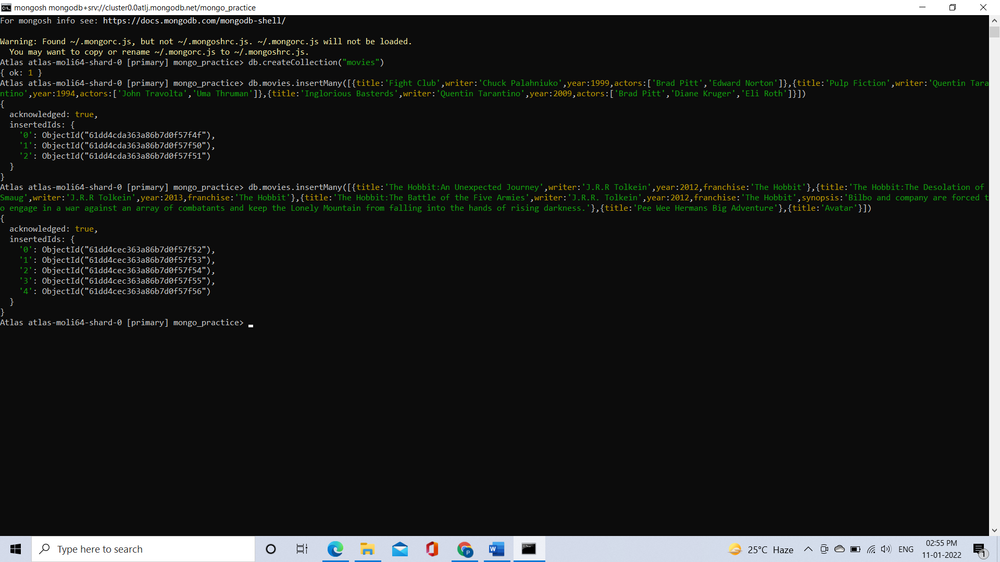 mongosh mongodb+srv://cluster0.0atlj.mongodb.net/mongo_practice
For mongosh info see: https://docs.mongodb.com/mongodb-shell/
Warning: Found ~/.mongorc.js, but not ~/.mongoshrc.js. ~/.mongorc.js will not be loaded.
  You may want to copy or rename ~/.mongorc.js to ~/.mongoshrc.js.
Atlas atlas-moli64-shard-0 [primary] mongo_practice> db.createCollection("movies")
{ ok: 1 }
Atlas atlas-moli64-shard-0 [primary] mongo_practice> db.movies.insertMany([{title:'Fight Club',writer:'Chuck Palahniuko',year:1999,actors:['Brad Pitt','Edward Norton']},{title:'Pulp Fiction',writer:'Quentin Tara
ntino',year:1994,actors:['John Travolta','Uma Thruman']},{title:'Inglorious Basterds',writer:'Quentin Tarantino',year:2009,actors:['Brad Pitt','Diane Kruger','Eli Roth']}])
{
  acknowledged: true,
  insertedIds: {
    '0': ObjectId("61dd4cda363a86b7d0f57f4f"),
    '1': ObjectId("61dd4cda363a86b7d0f57f50"),
    '2': ObjectId("61dd4cda363a86b7d0f57f51")
  }
}
Atlas atlas-moli64-shard-0 [primary] mongo_practice> db.movies.insertMany([{title:'The Hobbit:An Unexpected Journey',writer:'J.R.R Tolkein',year:2012,franchise:'The Hobbit'},{title:'The Hobbit:The Desolation of
Smaug',writer:'J.R.R Tolkein',year:2013,franchise:'The Hobbit'},{title:'The Hobbit:The Battle of the Five Armies',writer:'J.R.R. Tolkein',year:2012,franchise:'The Hobbit',synopsis:'Bilbo and company are forced t
o engage in a war against an array of combatants and keep the Lonely Mountain from falling into the hands of rising darkness.'},{title:'Pee Wee Hermans Big Adventure'},{title:'Avatar'}])
{
  acknowledged: true,
  insertedIds: {
    '0': ObjectId("61dd4cec363a86b7d0f57f52"),
    '1': ObjectId("61dd4cec363a86b7d0f57f53"),
    '2': ObjectId("61dd4cec363a86b7d0f57f54"),
    '3': ObjectId("61dd4cec363a86b7d0f57f55"),
    '4': ObjectId("61dd4cec363a86b7d0f57f56")
  }
}
Atlas atlas-moli64-shard-0 [primary] mongo_practice>
Type here to search
25°C Haze
ENG
02:55 PM
11-01-2022
1